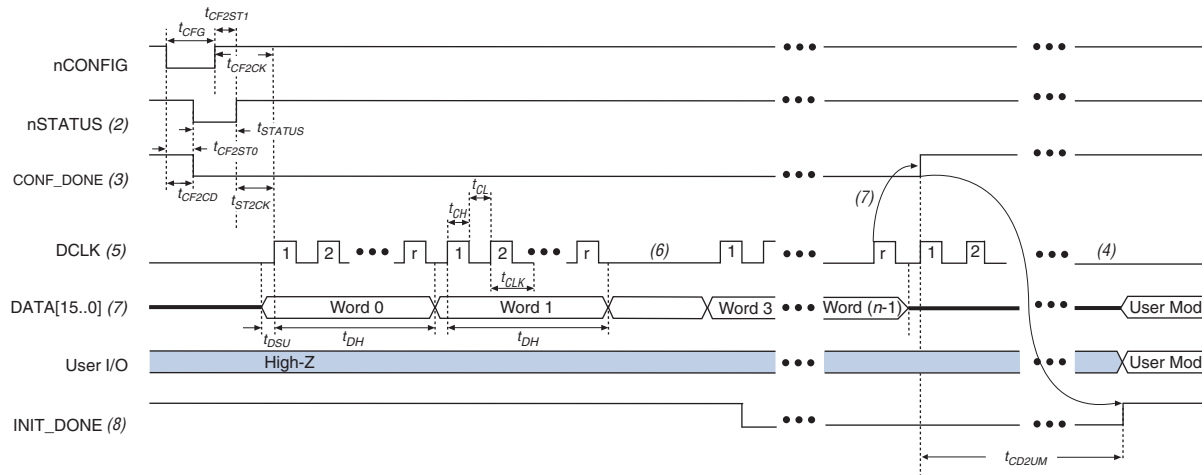 tCF2ST1
tCFG
nCONFIG
tCF2CK
nSTATUS (2)
tSTATUS
tCF2ST0
CONF_DONE (3)
tCF2CD
tST2CK
tCL
tCH
(7)
DCLK (5)
1 2 r 1 2 r (6) 1 r 1 2 (4)
tCLK
DATA[15..0] (7) Word 0 Word 1 Word 3 Word (n-1) User Mod
tDSU tDH tDH
User I/O High-Z User Mod
INIT_DONE (8)
tCD2UM